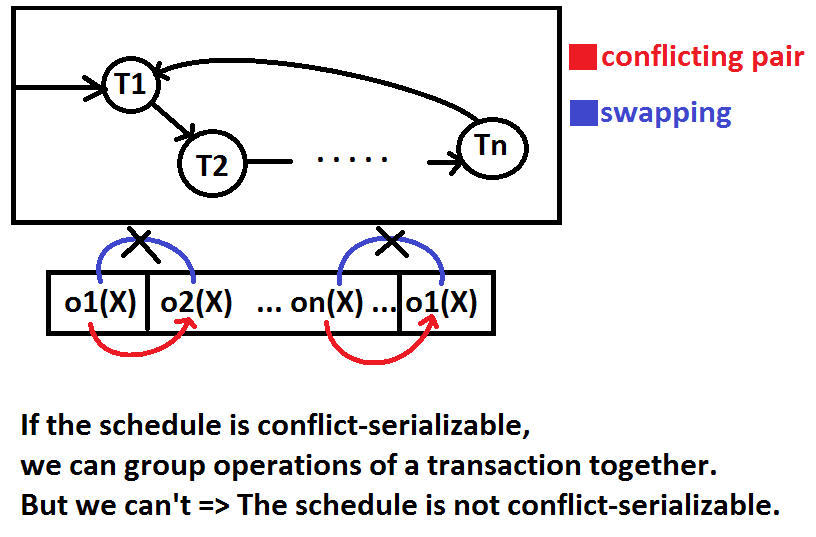 T1
conflicting pair
swapping
T2
.....
Tn
o1(X) o2(X) ... on(X) ... o1(X)
If the schedule is conflict-serializable,
we can group operations of a transaction together.
But we can't => The schedule is not conflict-serializable.